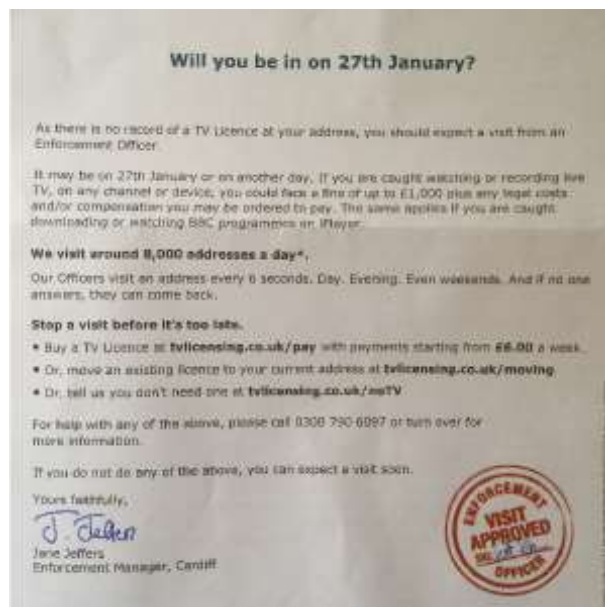 Will you be in on 27th January?
As there is no record of a TV Licence at your address, you should expect a visit from an
Enforcement Officer.
It may be on 27th January or on another day. If you are caught watching or recording live
TV, on any channel or device, you could face a fine of up to £1,000 plus any legal costs
and/or compensation you may be ordered to pay. The same applies if you are caught
downloading or watching BBC programmes on iPlayer.
We visit around 8,000 addresses a day*.
Our Officers visit an address every 6 seconds. Day. Evening. Even weekends. And if no one
answers, they can come back.
Stop a visit before it's too late.
• Buy a TV Licence at tvlicensing.co.uk/pay with payments starting from £6.00 a week.
• Or, move an existing licence to your current address at tvlicensing.co.uk/moving
• Or, tell us you don't need one at tvlicensing.co.uk/noTV
For help with any of the above, please call 0300 790 6097 or turn over for
more information.
If you do not do any of the above, you can expect a visit soon.
Yours faithfully,
Jane Jeffers
Enforcement Manager, Cardiff
ENFORCEMENT
VISIT
APPROVED
OFFICER